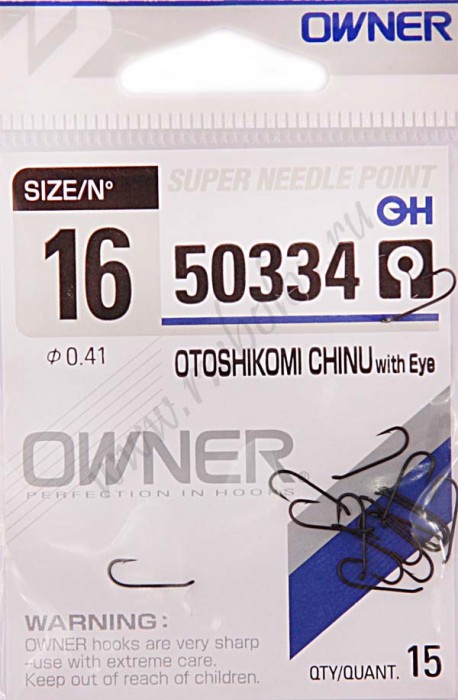 OWNER
SIZE/Nº
SUPER NEEDLE POINT
16
50334
Φ 0.41
OTOSHIKOMI CHINU with Eye
OWNER®
PERFECTION IN HOOKS
WARNING:
OWNER hooks are very sharp
-use with extreme care.
Keep out of reach of children.
QTY/QUANT. 15